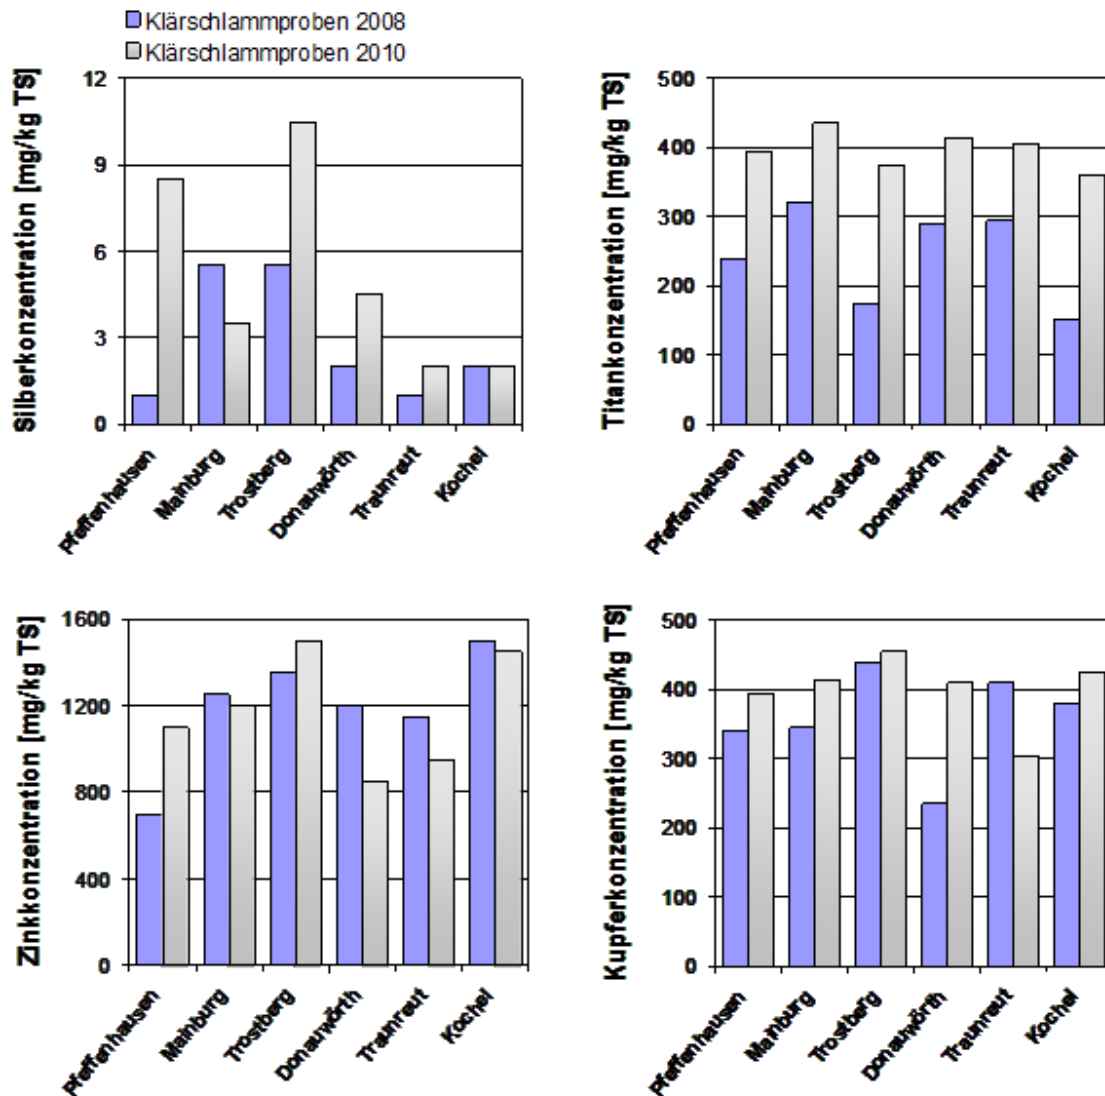 Klärschlammproben 2008
Klärschlammproben 2010
Silberkonzentration [mg/kg TS]
12
9
6
3
0
Pfeffenhausen
Mainburg
Trostberg
Donauwörth
Traunreut
Kochel
Titankonzentration [mg/kg TS]
500
400
300
200
100
0
Pfeffenhausen
Mainburg
Trostberg
Donauwörth
Traunreut
Kochel
Zinkkonzentration [mg/kg TS]
1600
1200
800
400
0
Pfeffenhausen
Mainburg
Trostberg
Donauwörth
Traunreut
Kochel
Kupferkonzentration [mg/kg TS]
500
400
300
200
100
0
Pfeffenhausen
Mainburg
Trostberg
Donauwörth
Traunreut
Kochel